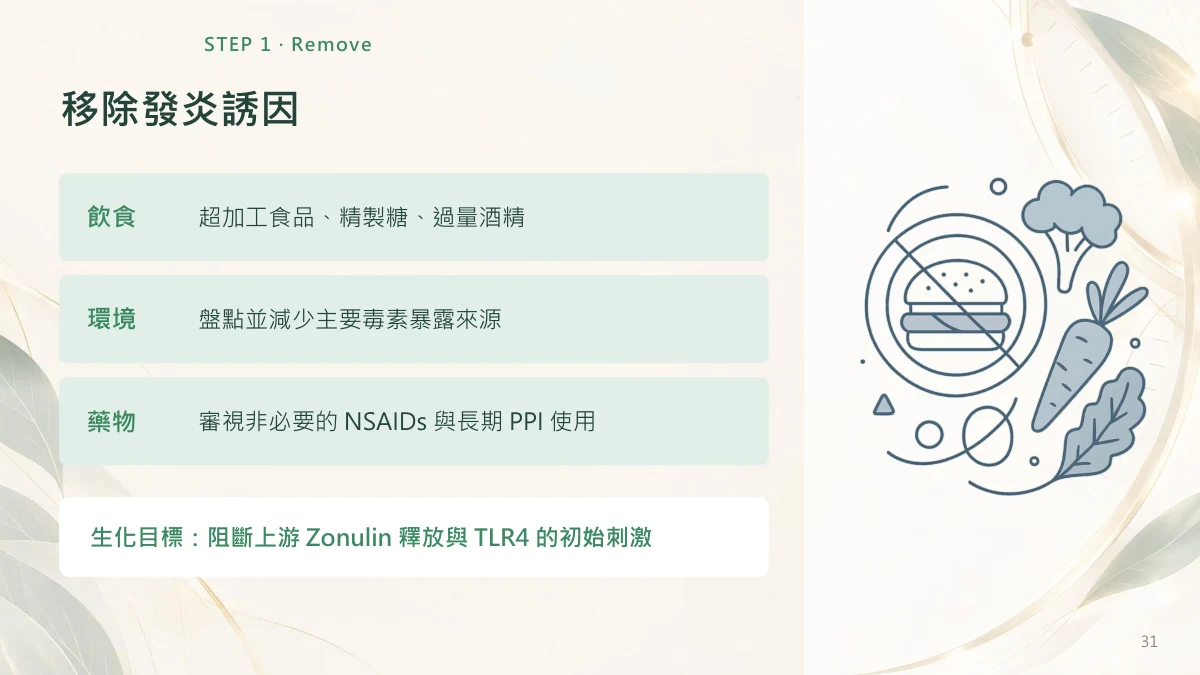 STEP 1 · Remove
移除發炎誘因
飲食 超加工食品、精製糖、過量酒精
環境 盤點並減少主要毒素暴露來源
藥物 審視非必要的 NSAIDs 與長期 PPI 使用
生化目標：阻斷上游 Zonulin 釋放與 TLR4 的初始刺激
31